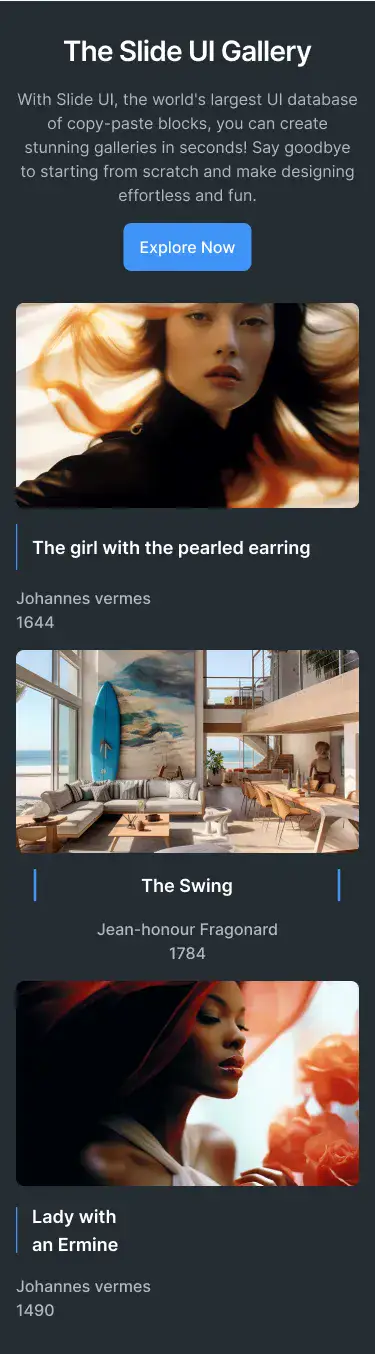 The Slide UI Gallery
With Slide UI, the world's largest UI database
of copy-paste blocks, you can create
stunning galleries in seconds! Say goodbye
to starting from scratch and make designing
effortless and fun.
Explore Now
The girl with the pearled earring
Johannes vermes
1644
The Swing
Jean-honour Fragonard
1784
Lady with
an Ermine
Johannes vermes
1490